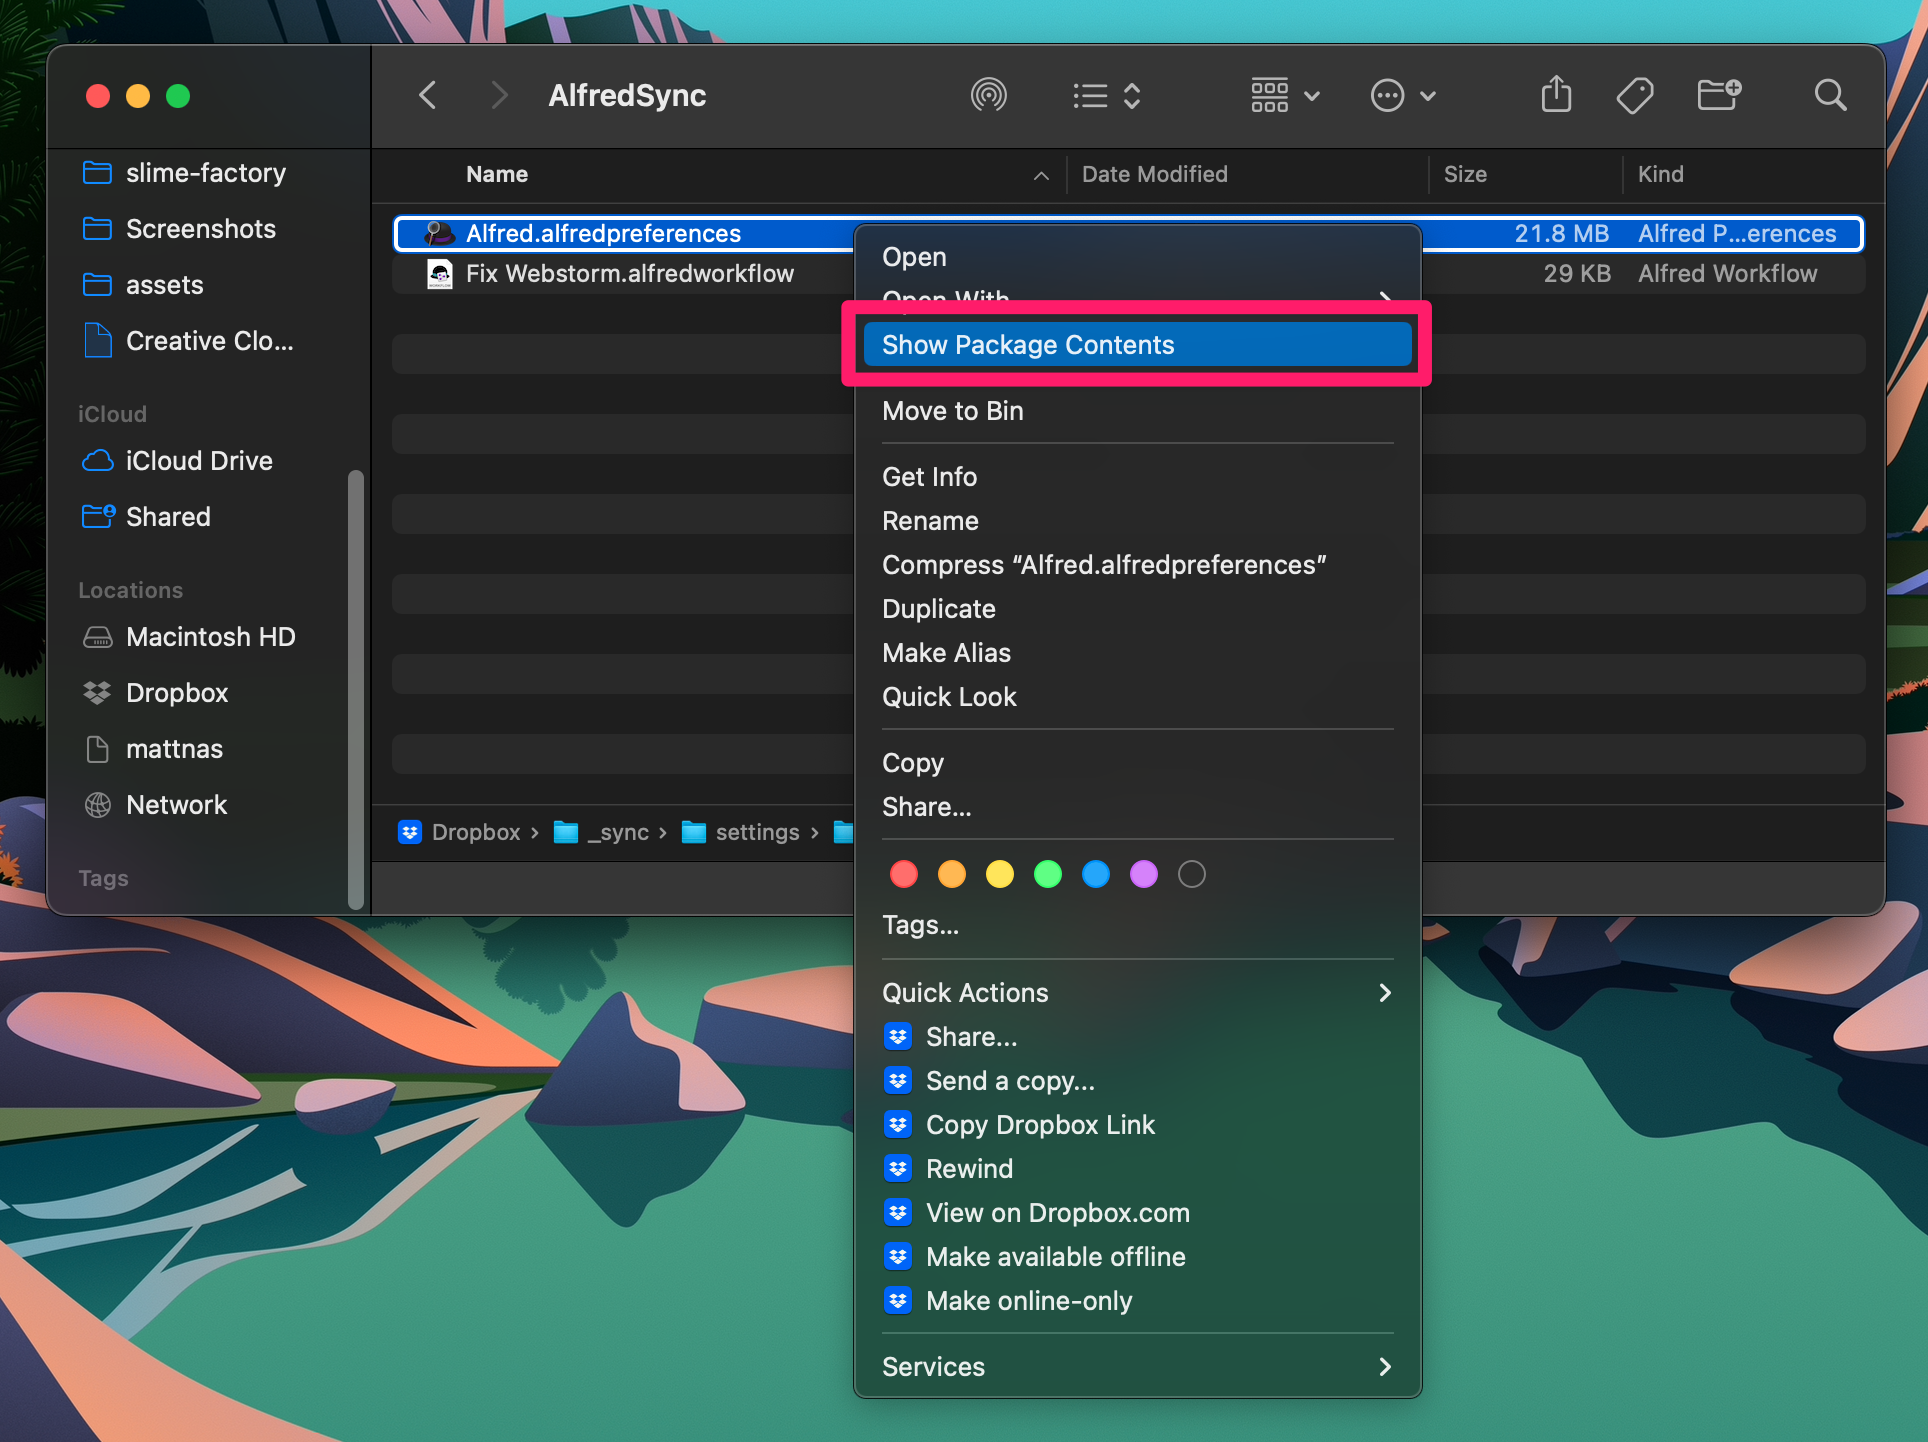 AlfredSync
slime-factory
Screenshots
assets
Creative Clo...
iCloud
iCloud Drive
Shared
Locations
Macintosh HD
Dropbox
mattnas
Network
Tags
Name
Date Modified
Size
Kind
Alfred.alfredpreferences
21.8 MB
Alfred P...erences
Fix Webstorm.alfredworkflow
29 KB
Alfred Workflow
Dropbox › _sync › settings ›
Open
Open With
Show Package Contents
Move to Bin
Get Info
Rename
Compress “Alfred.alfredpreferences”
Duplicate
Make Alias
Quick Look
Copy
Share...
Tags...
Quick Actions
Share...
Send a copy...
Copy Dropbox Link
Rewind
View on Dropbox.com
Make available offline
Make online-only
Services